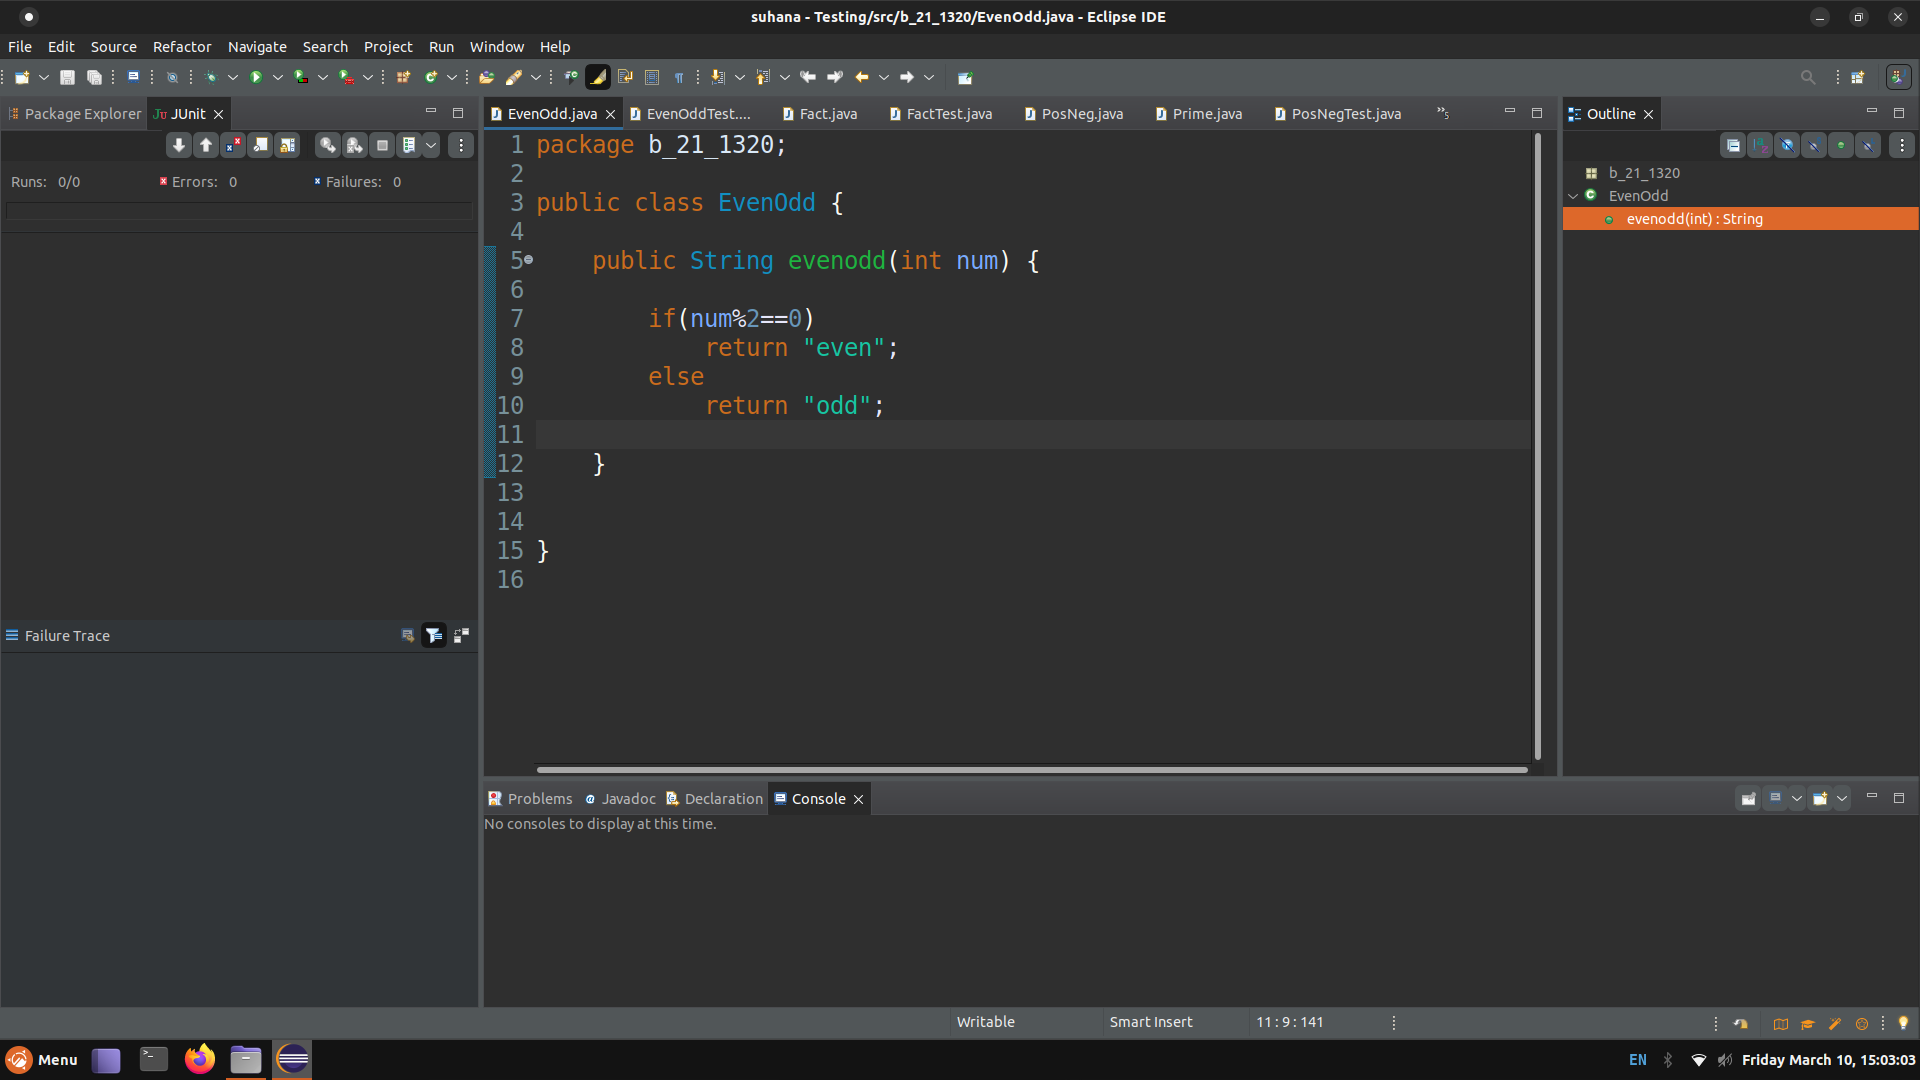 suhana - Testing/src/b_21_1320/EvenOdd.java - Eclipse IDE
File Edit Source Refactor Navigate Search Project Run Window Help
Package Explorer JUnit
Runs: 0/0 Errors: 0 Failures: 0
Failure Trace
EvenOdd.java EvenOddTest.... Fact.java FactTest.java PosNeg.java Prime.java PosNegTest.java »5
1 package b_21_1320;
2
3 public class EvenOdd {
4
5 public String evenodd(int num) {
6
7 if(num%2==0)
8 return "even";
9 else
10 return "odd";
11
12 }
13
14
15 }
16
Outline
b_21_1320
EvenOdd
evenodd(int) : String
Problems Javadoc Declaration Console
No consoles to display at this time.
Writable Smart Insert 11 : 9 : 141
Menu EN Friday March 10, 15:03:03